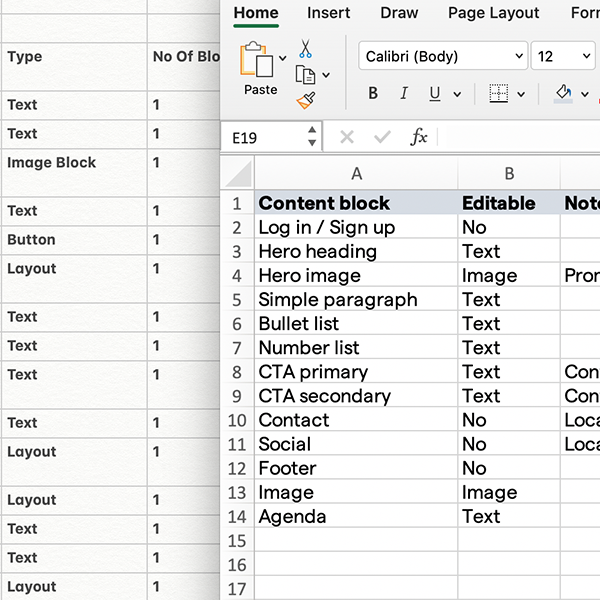 Type No Of Blo
Text 1
Text 1
Image Block 1
Text 1
Button 1
Layout 1
Text 1
Text 1
Text 1
Text 1
Layout 1
Layout 1
Text 1
Text 1
Layout 1
Home Insert Draw Page Layout For
Paste
Calibri (Body) 12
B I U
E19 fx
A B
1 Content block Editable Note
2 Log in / Sign up No
3 Hero heading Text
4 Hero image Image Pron
5 Simple paragraph Text
6 Bullet list Text
7 Number list Text
8 CTA primary Text Con
9 CTA secondary Text Con
10 Contact No Loca
11 Social No Loca
12 Footer No
13 Image Image
14 Agenda Text
15
16
17